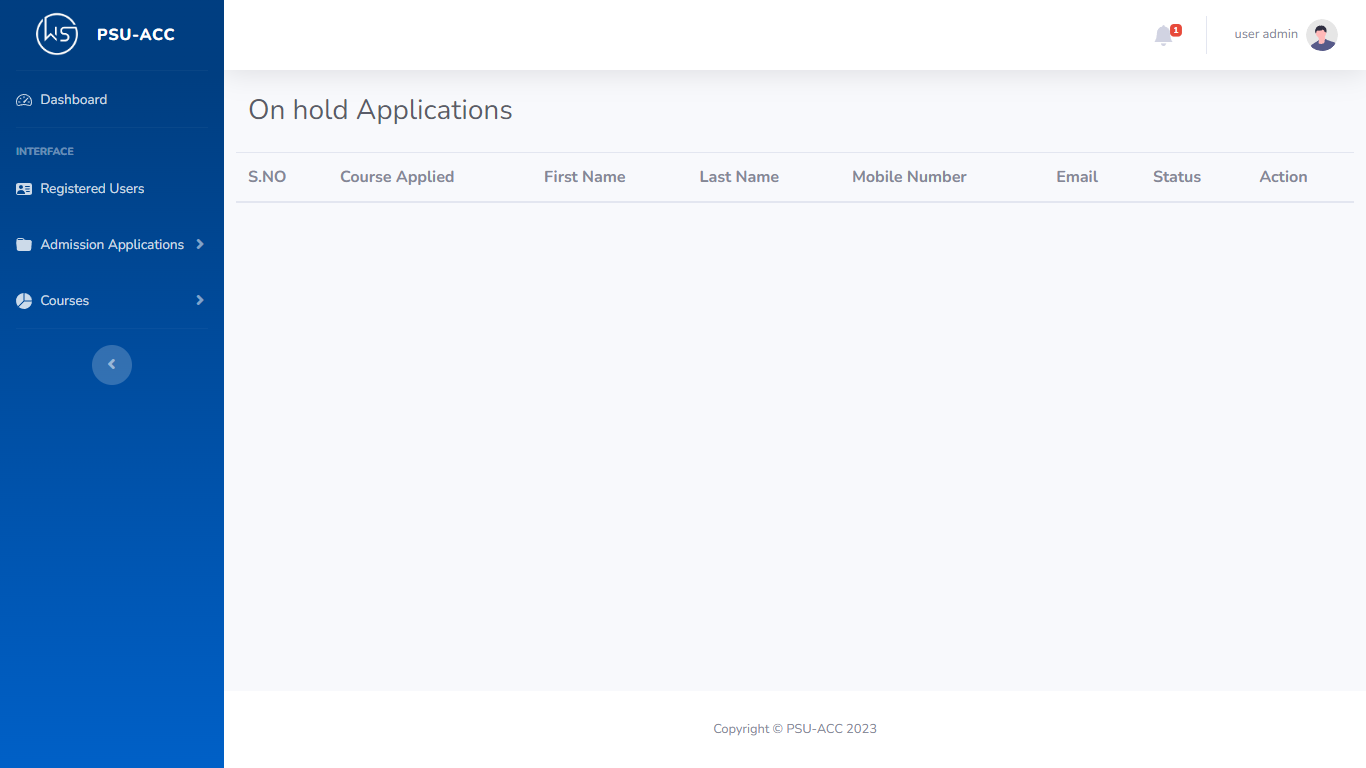 WS PSU-ACC
1
user admin
Dashboard
INTERFACE
Registered Users
Admission Applications
Courses
On hold Applications
S.NO Course Applied First Name Last Name Mobile Number Email Status Action
Copyright © PSU-ACC 2023